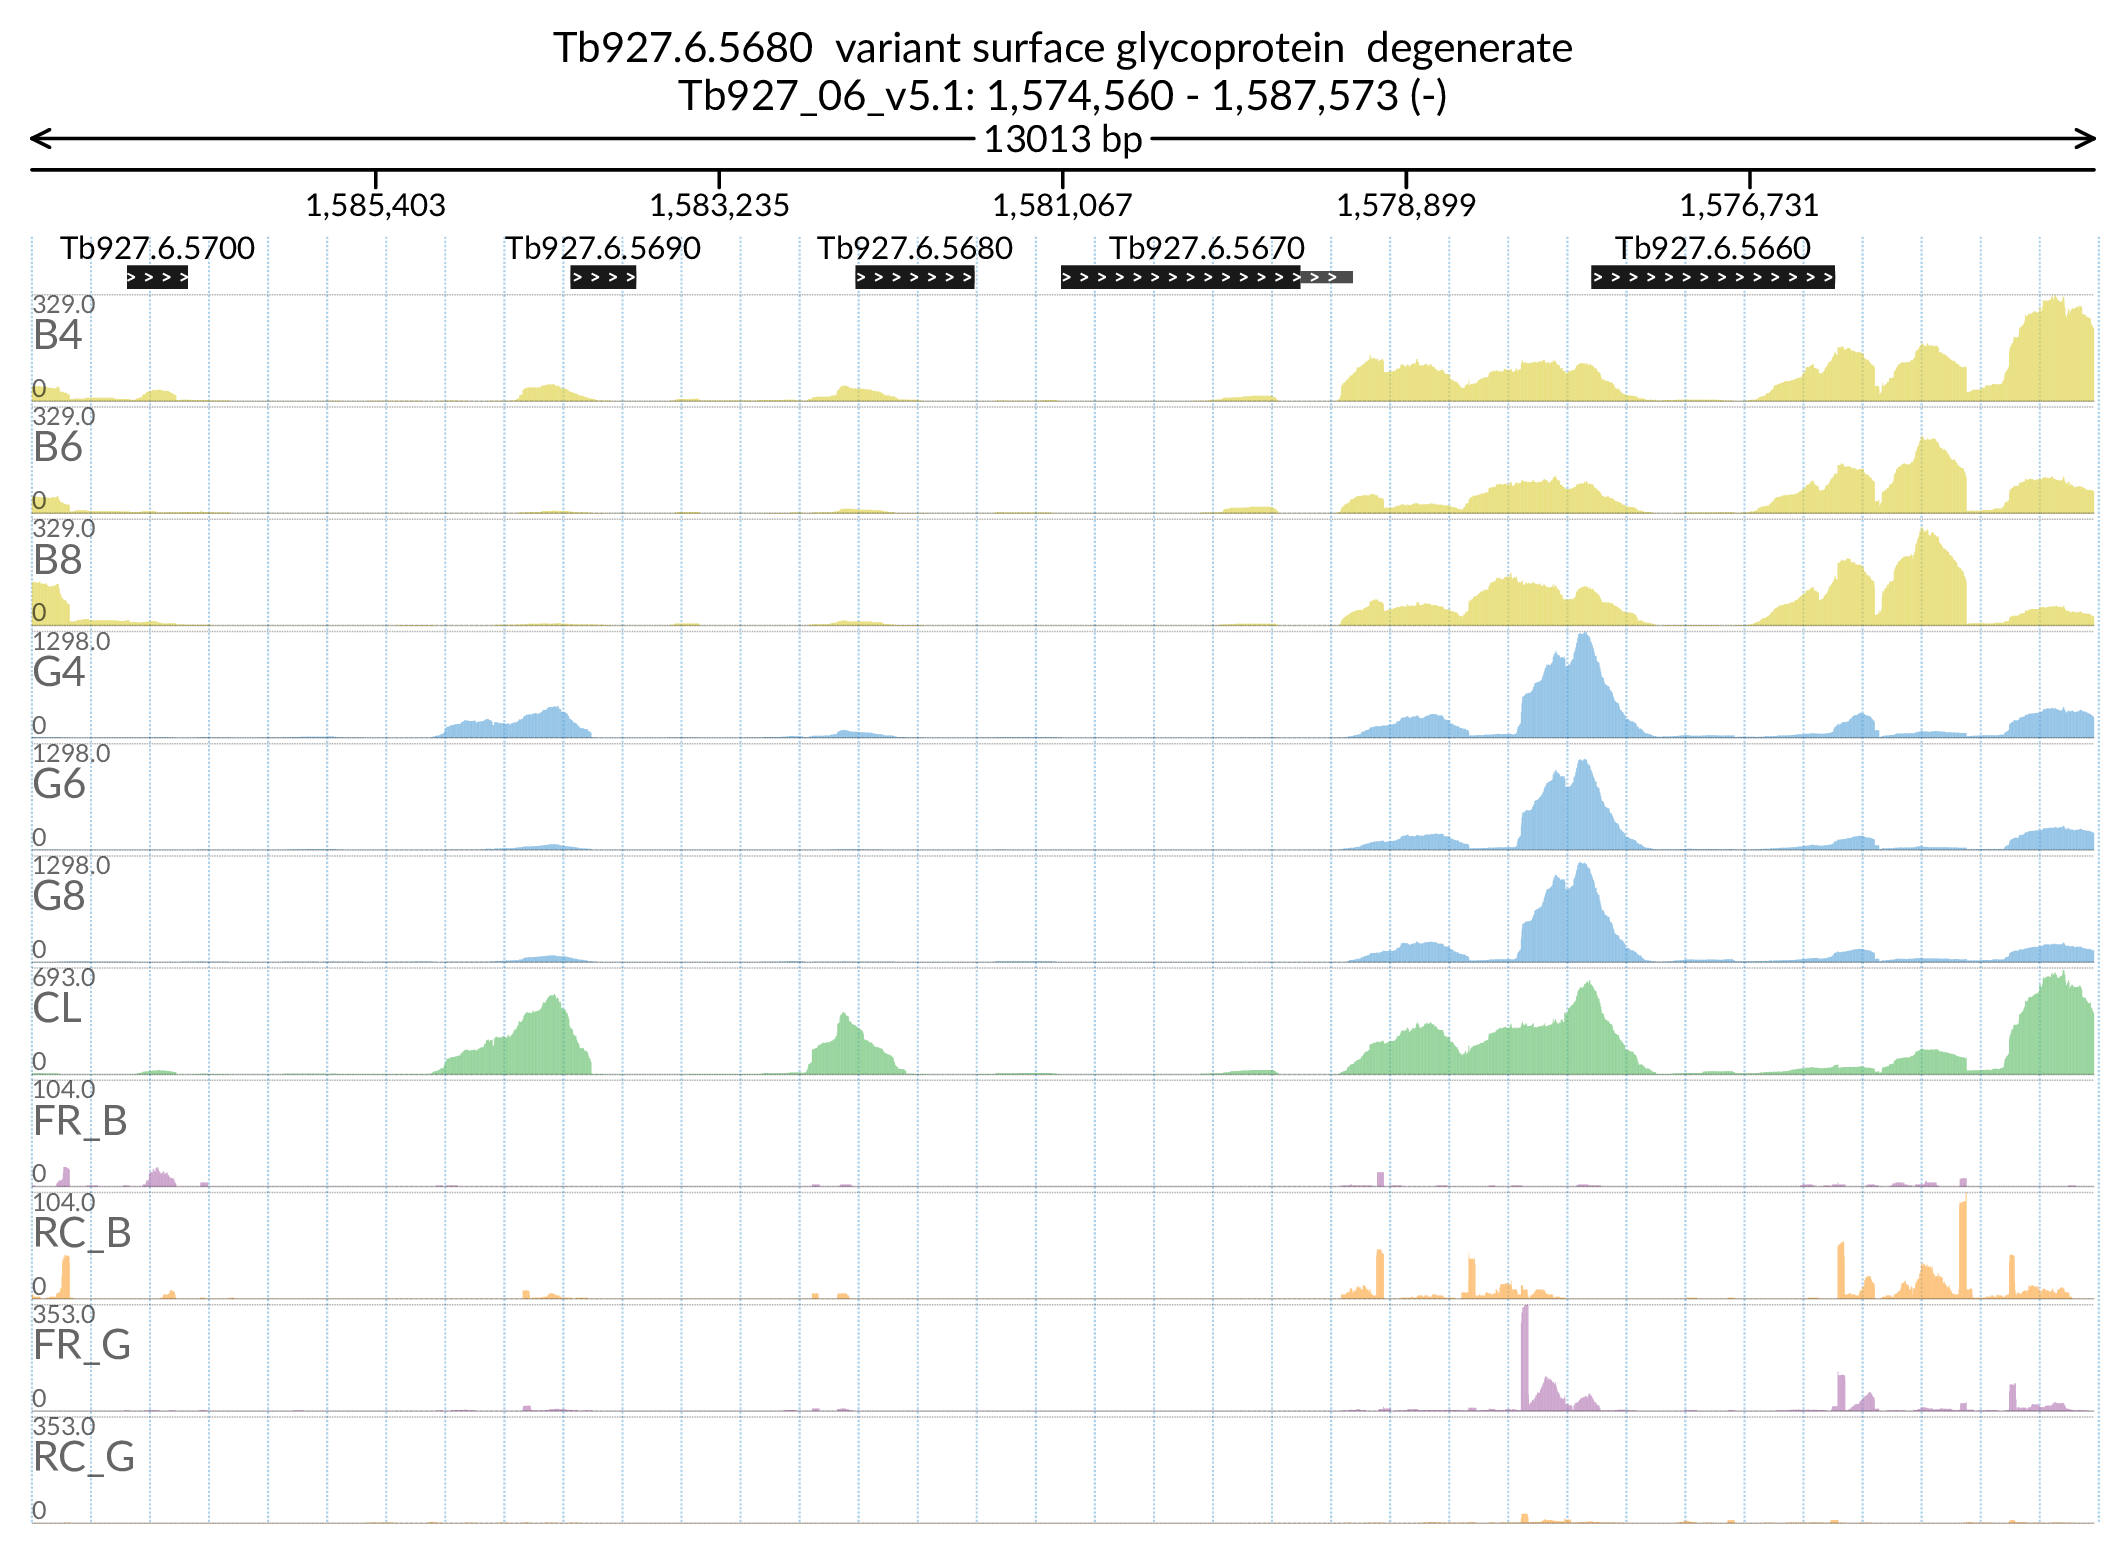 Tb927.6.5680  variant surface glycoprotein  degenerate
Tb927_06_v5.1: 1,574,560 - 1,587,573 (-)
13013 bp
1,585,403 1,583,235 1,581,067 1,578,899 1,576,731
Tb927.6.5700 Tb927.6.5690 Tb927.6.5680 Tb927.6.5670 Tb927.6.5660
329.0
B4
0
329.0
B6
0
329.0
B8
0
1298.0
G4
0
1298.0
G6
0
1298.0
G8
0
693.0
CL
0
104.0
FR_B
0
104.0
RC_B
0
353.0
FR_G
0
353.0
RC_G
0